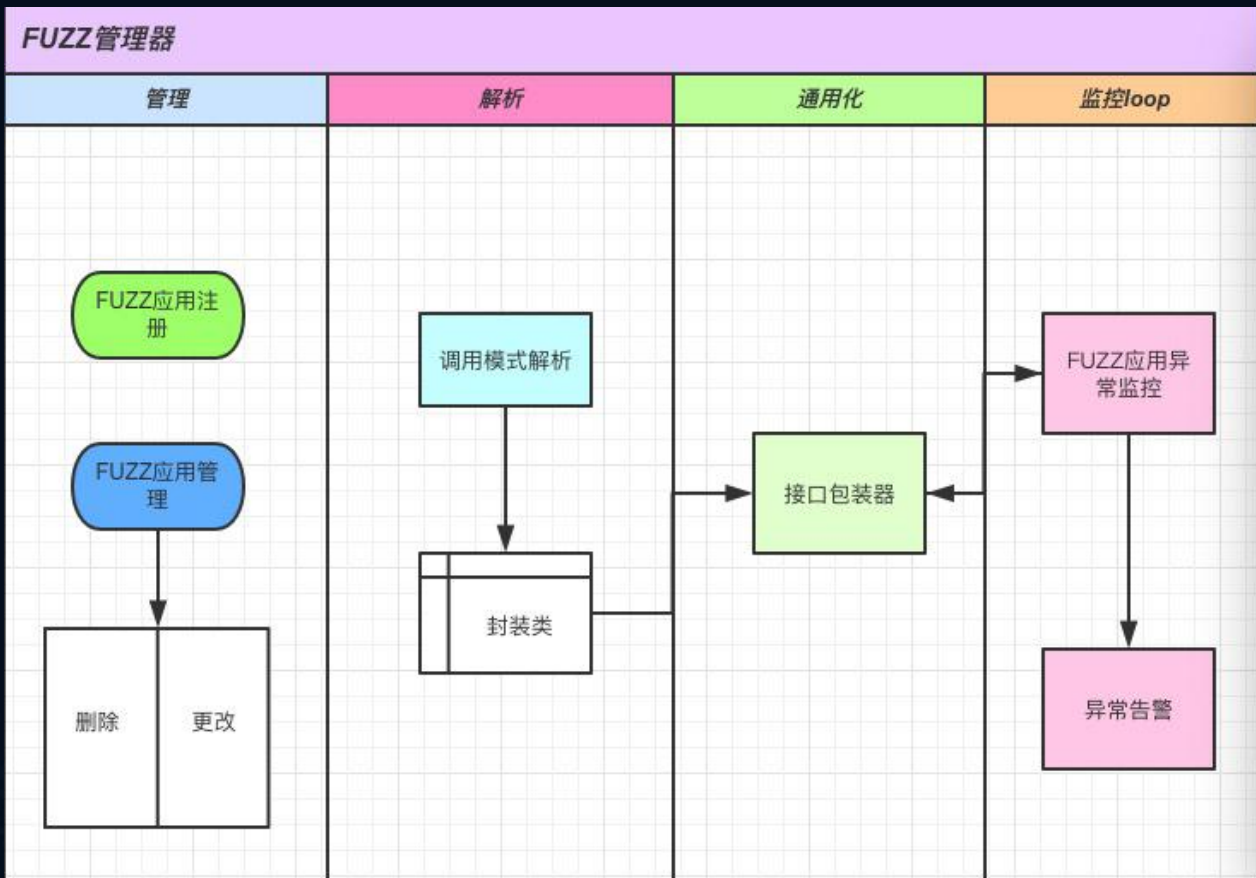 FUZZ管理器
管理
解析
通用化
监控loop
FUZZ应用注
册
FUZZ应用管
理
删除
更改
调用模式解析
封装类
接口包装器
FUZZ应用异
常监控
异常告警